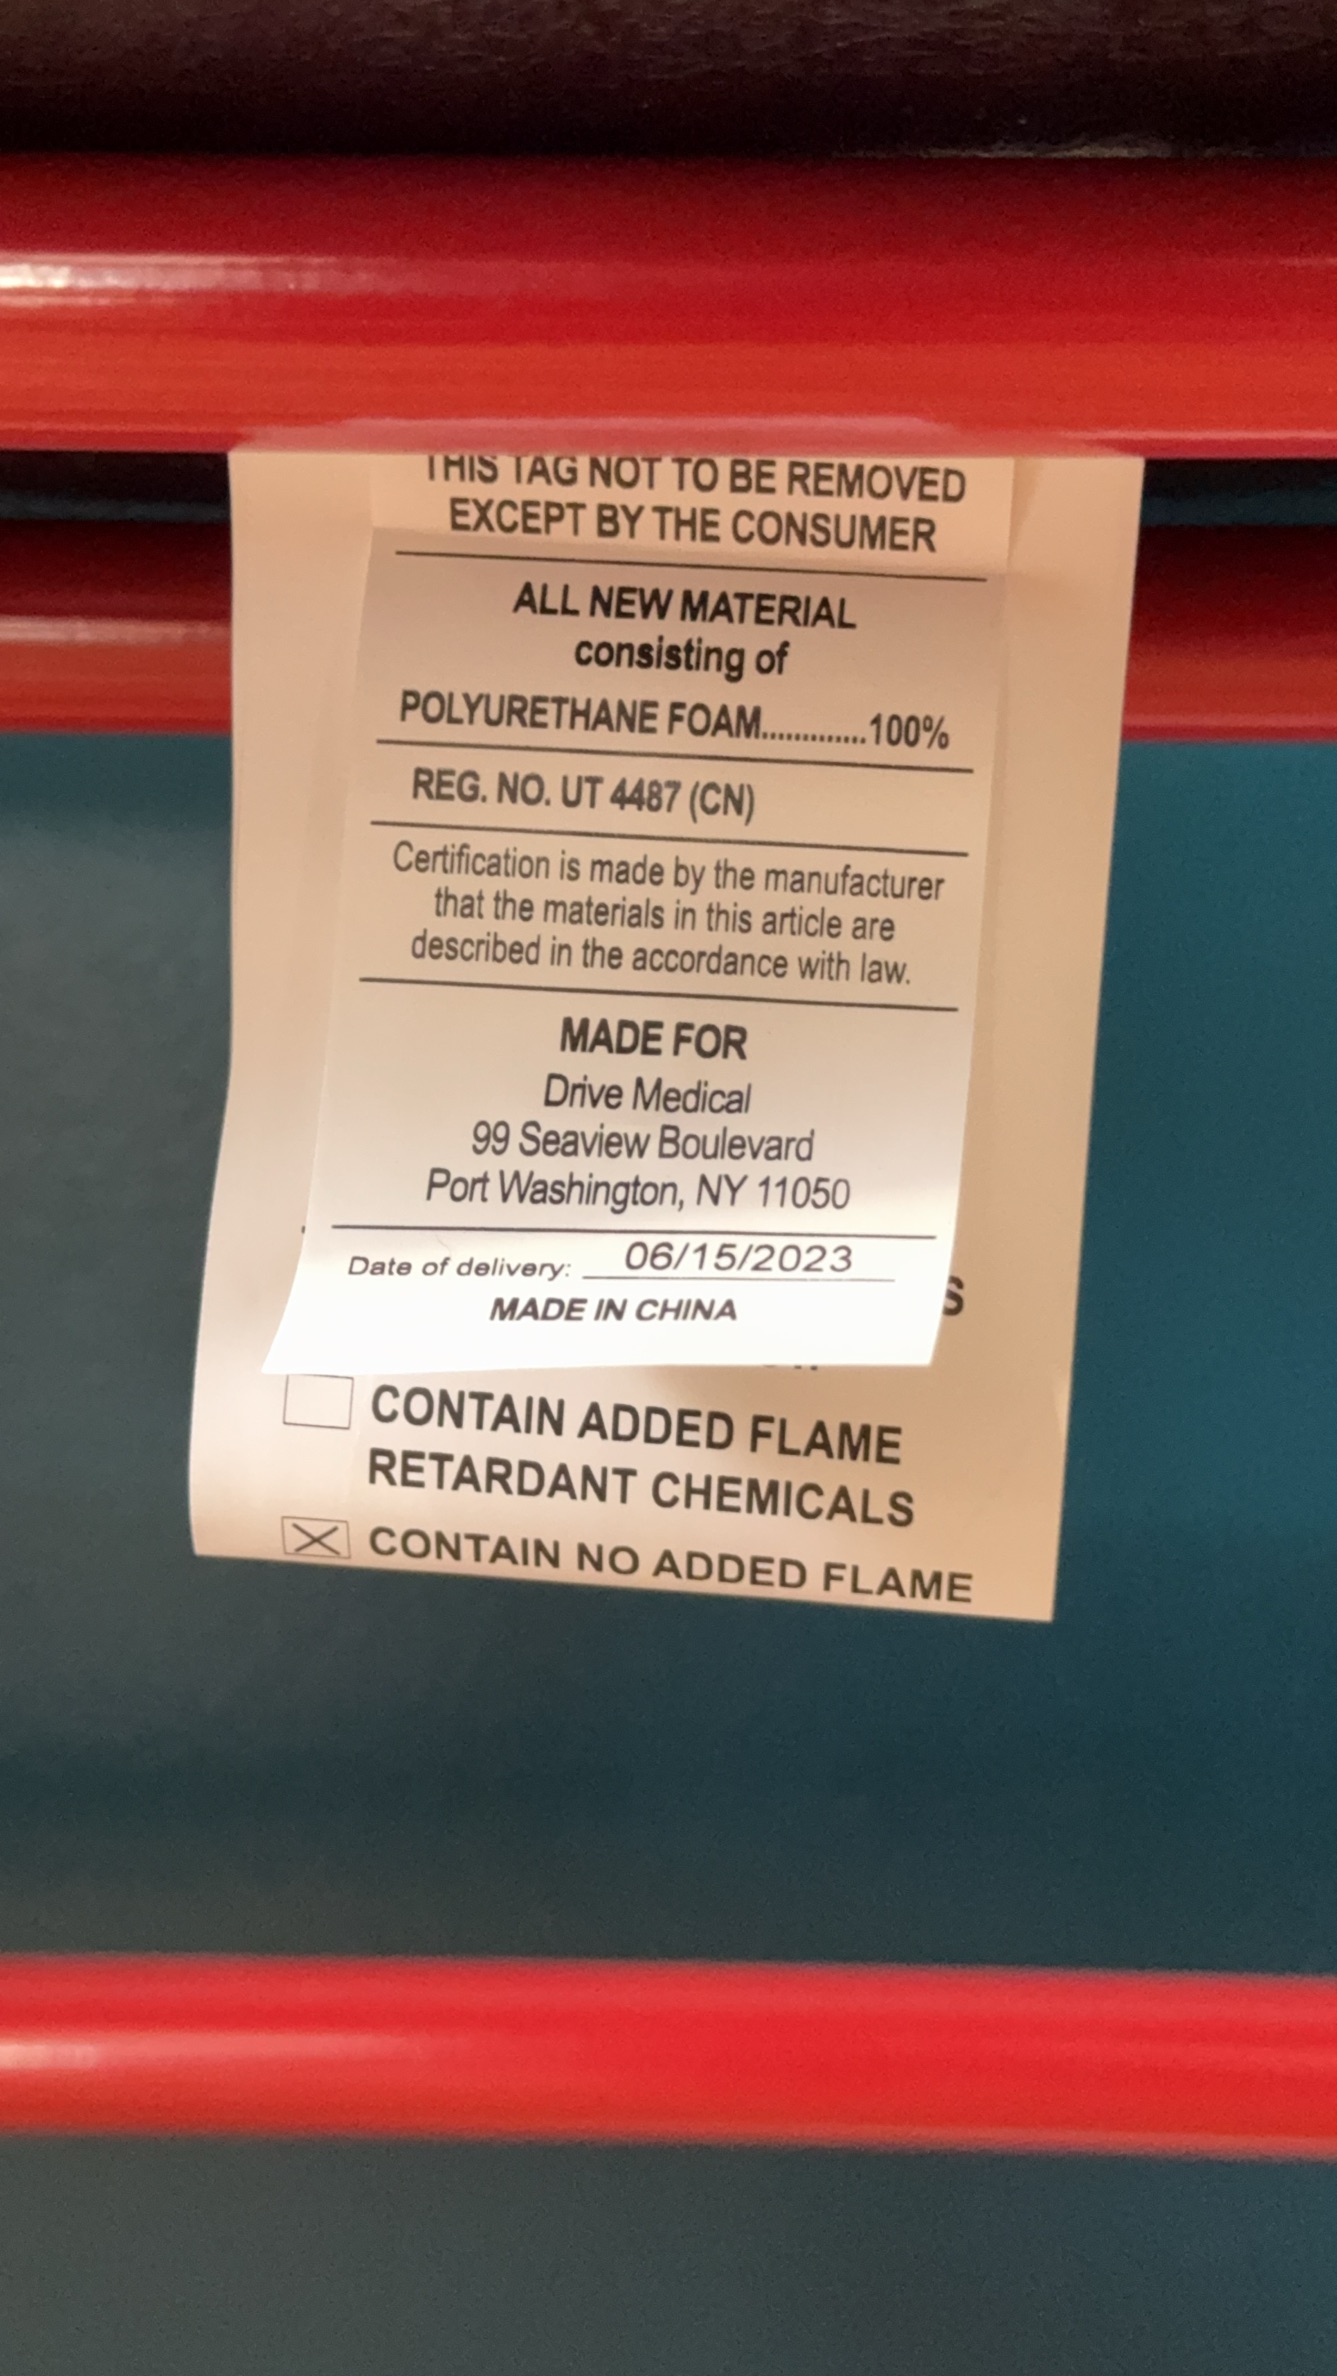 THIS TAG NOT TO BE REMOVED
EXCEPT BY THE CONSUMER
ALL NEW MATERIAL
consisting of
POLYURETHANE FOAM.............100%
REG. NO. UT 4487 (CN)
Certification is made by the manufacturer
that the materials in this article are
described in the accordance with law.
MADE FOR
Drive Medical
99 Seaview Boulevard
Port Washington, NY 11050
Date of delivery: 06/15/2023
MADE IN CHINA
S
CONTAIN ADDED FLAME
RETARDANT CHEMICALS
CONTAIN NO ADDED FLAME